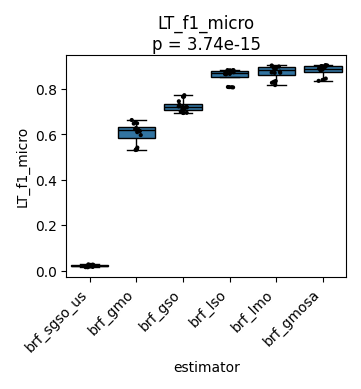 LT_f1_micro
p = 3.74e-15
LT_f1_micro
0.8
0.6
0.4
0.2
0.0
brf_sgso_us
brf_gmo
brf_gso
brf_lso
brf_lmo
brf_gmosa
estimator